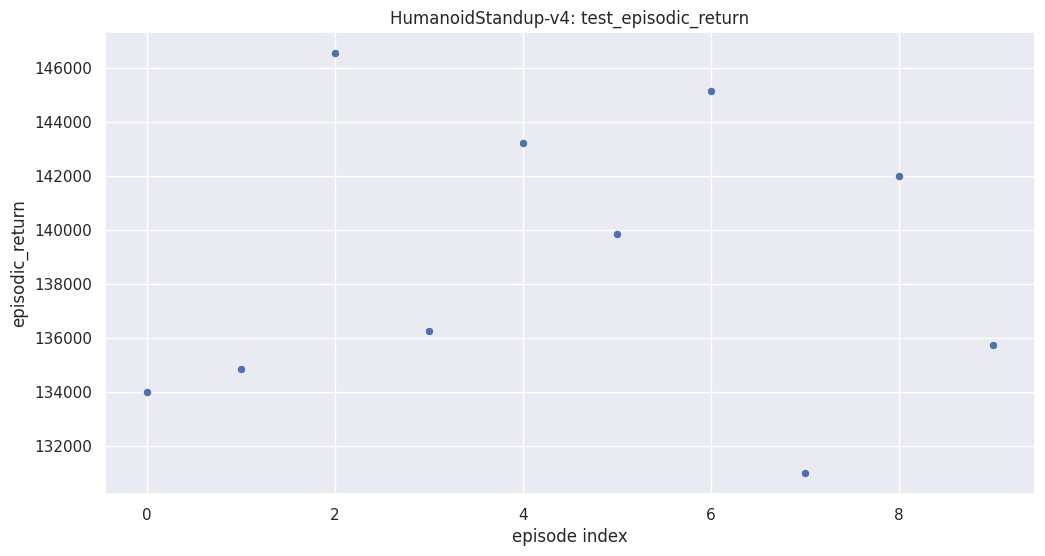 HumanoidStandup-v4: test_episodic_return
146000
144000
142000
140000
138000
136000
134000
132000
episodic_return
0 2 4 6 8
episode index